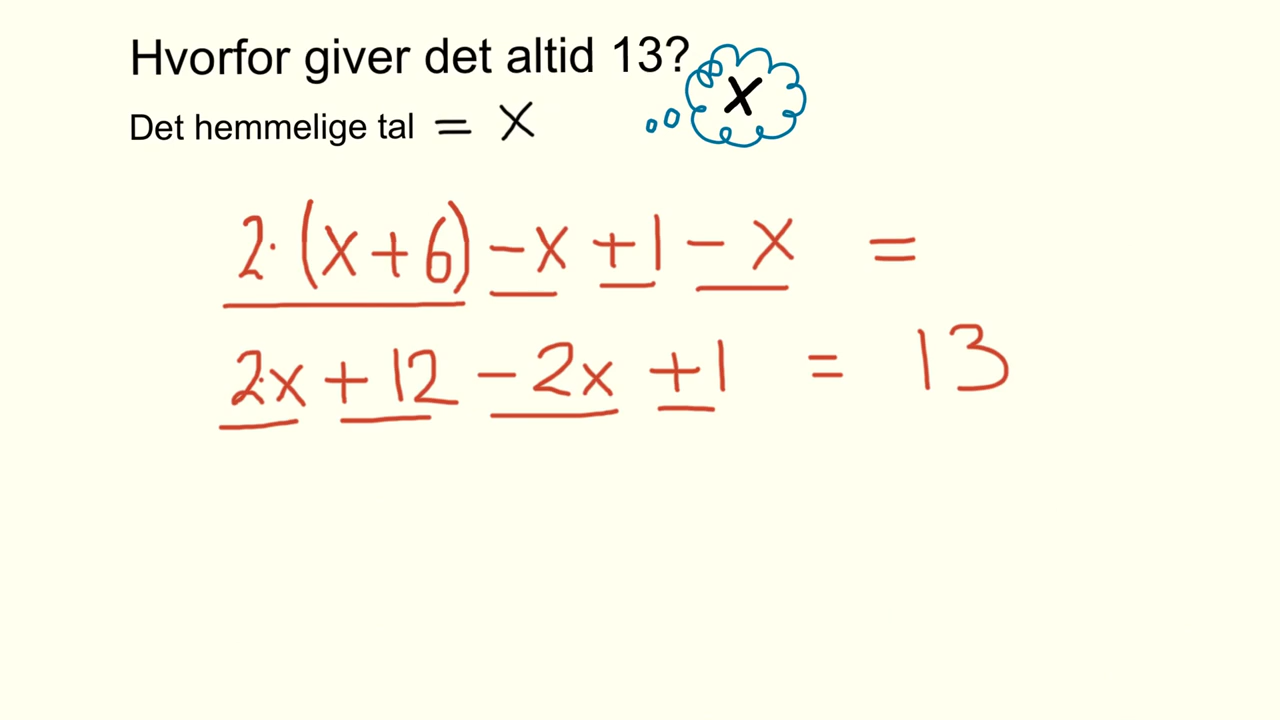 Hvorfor giver det altid 13?
x
Det hemmelige tal = x
2·(x+6) -x +1 - x =
2x +12 -2x +1 = 13